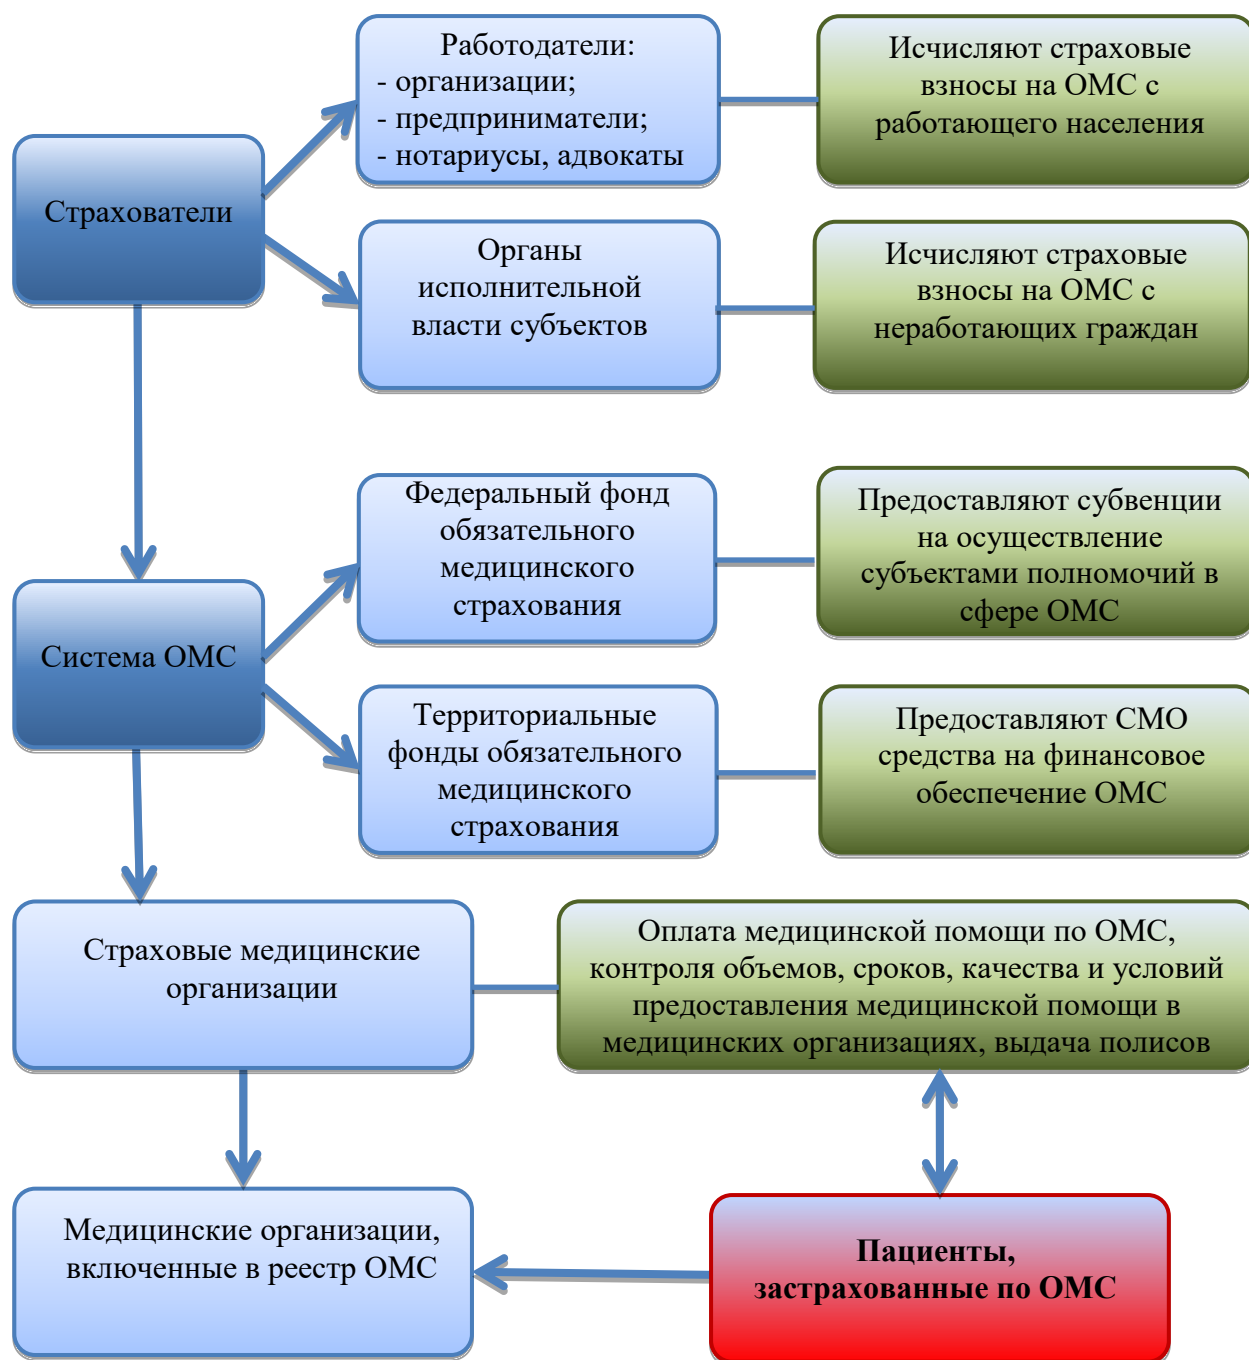 Работодатели:
- организации;
- предприниматели;
- нотариусы, адвокаты
Исчисляют страховые
взносы на ОМС с
работающего населения
Страхователи
Органы
исполнительной
власти субъектов
Исчисляют страховые
взносы на ОМС с
неработающих граждан
Федеральный фонд
обязательного
медицинского
страхования
Предоставляют субвенции
на осуществление
субъектами полномочий в
сфере ОМС
Система ОМС
Территориальные
фонды обязательного
медицинского
страхования
Предоставляют СМО
средства на финансовое
обеспечение ОМС
Страховые медицинские
организации
Оплата медицинской помощи по ОМС,
контроля объемов, сроков, качества и условий
предоставления медицинской помощи в
медицинских организациях, выдача полисов
Медицинские организации,
включенные в реестр ОМС
Пациенты,
застрахованные по ОМС